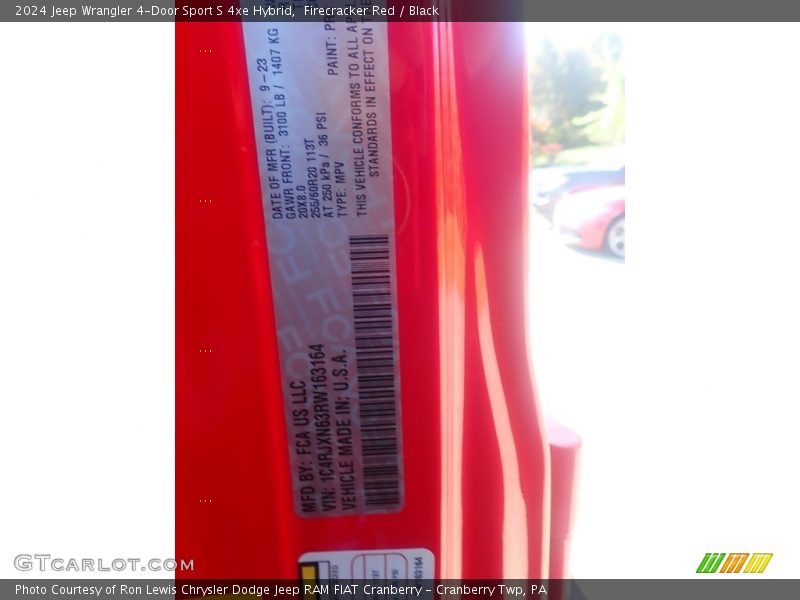 2024 Jeep Wrangler 4-Door Sport S 4xe Hybrid,  Firecracker Red / Black
MFD BY: FCA US LLC
DATE OF MFR (BUILT): 9-23
GAWR FRONT: 3100 LB / 1407 KG
20X8.0
255/60R20 113T
AT 250 kPa / 36 PSI
TYPE: MPV
PAINT:
VIN: 1C4RJXN63RW163164
VEHICLE MADE IN: U.S.A.
THIS VEHICLE CONFORMS TO ALL
STANDARDS IN EFFECT ON
GTCARLOT.COM
Photo Courtesy of Ron Lewis Chrysler Dodge Jeep RAM FIAT Cranberry - Cranberry Twp, PA